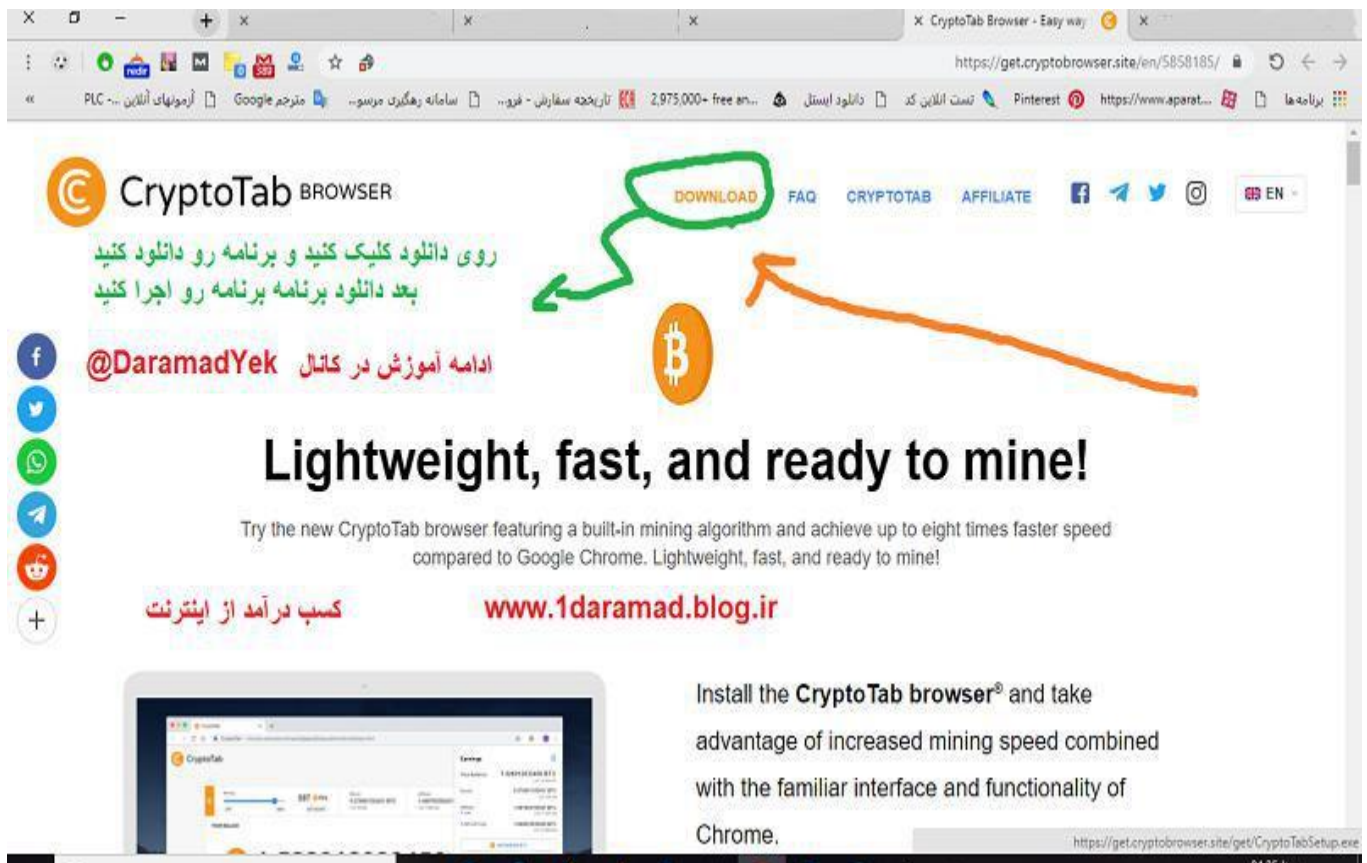 CryptoTab Browser - Easy way
https://get.cryptobrowser.site/en/5858185/
برنامه ها
https://www.aparat...
Pinterest
تست انلاین کد
دانلود ایستل
2,975,000+ free an...
تاریخچه سفارش - فرو...
سامانه رهگیری مرسو...
مترجم Google
آزمونهای آنلاین -.. PLC
CryptoTab BROWSER
DOWNLOAD
FAQ
CRYPTOTAB
AFFILIATE
EN
روی دانلود کلیک کنید و برنامه رو دانلود کنید
بعد دانلود برنامه برنامه رو اجرا کنید
ادامه آموزش در کانال @DaramadYek
Lightweight, fast, and ready to mine!
Try the new CryptoTab browser featuring a built-in mining algorithm and achieve up to eight times faster speed
compared to Google Chrome. Lightweight, fast, and ready to mine!
کسب درآمد از اینترنت
www.1daramad.blog.ir
CryptoTab
Install the CryptoTab browser® and take
advantage of increased mining speed combined
with the familiar interface and functionality of
Chrome.
https://get.cryptobrowser.site/get/CryptoTabSetup.exe